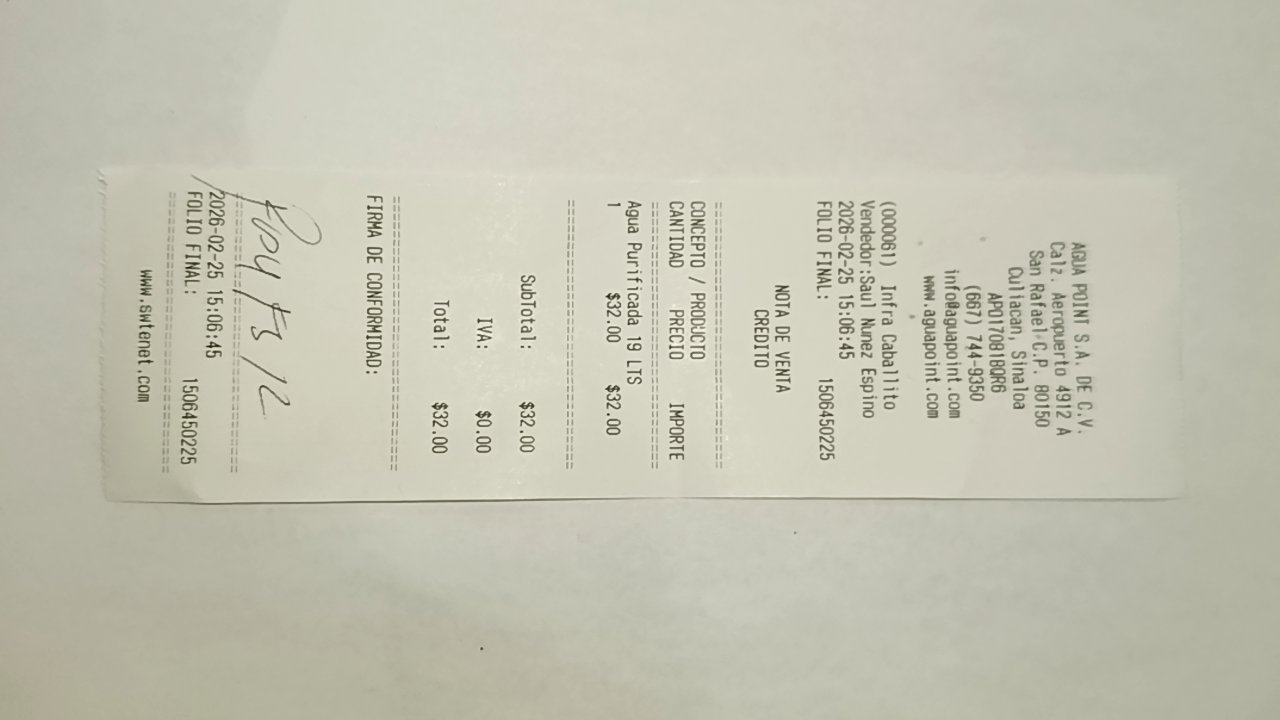 AGUA POINT S.A. DE C.V.
Calz. Aeropuerto 4912 A
San Rafael C.P. 80150
Culiacan, Sinaloa
APO170818QR6
(667) 744-9350
info@aguapoint.com
www.aguapoint.com
(000061) Infra Caballito
Vendedor:Saul Nunez Espino
2026-02-25 15:06:45
FOLIO FINAL: 1506450225
NOTA DE VENTA
CREDITO
CONCEPTO / PRODUCTO
CANTIDAD PRECIO IMPORTE
Agua Purificada 19 LTS
1 $32.00 $32.00
SubTotal: $32.00
IVA: $0.00
Total: $32.00
FIRMA DE CONFORMIDAD:
2026-02-25 15:06:45
FOLIO FINAL: 1506450225
www.swtenet.com